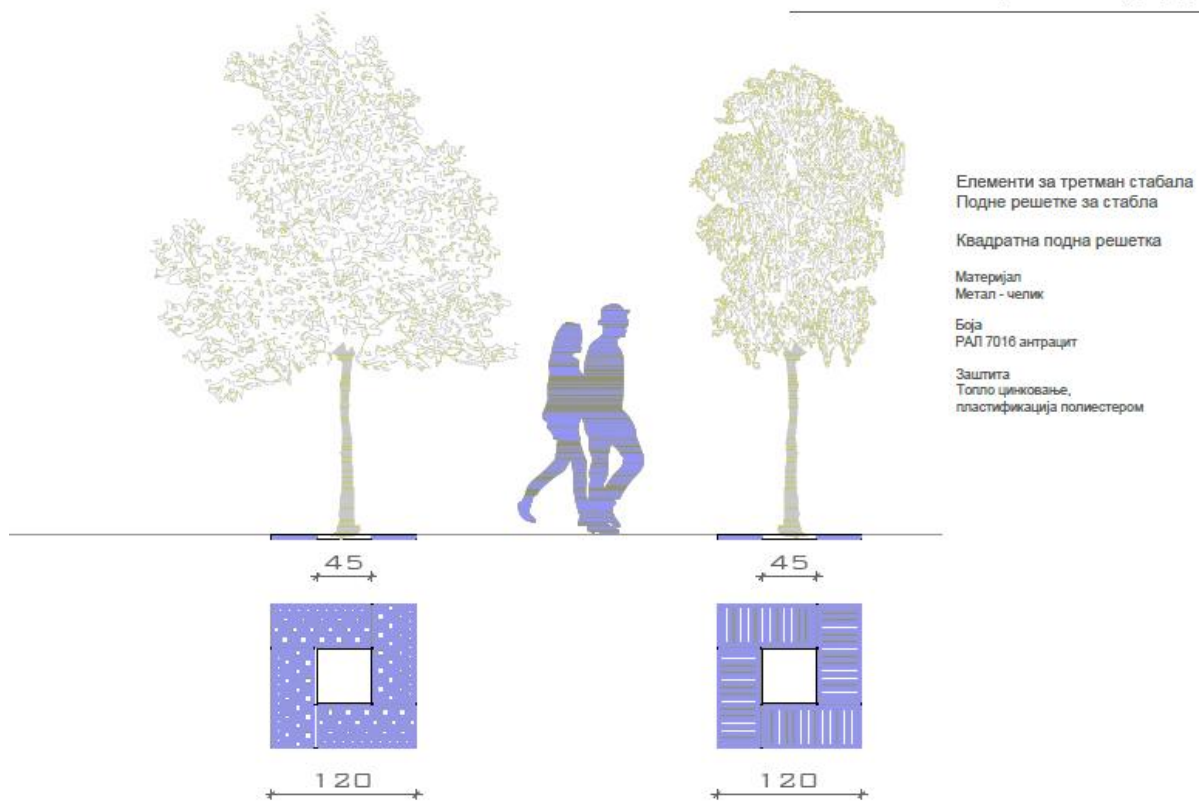 Елементи за третман стабала
Подне решетке за стабла
Квадратна подна решетка
Материјал
Метал - челик
Боја
РАЛ 7016 антрацит
Заштита
Топло цинковање,
пластификација полиестером
45
45
120
120